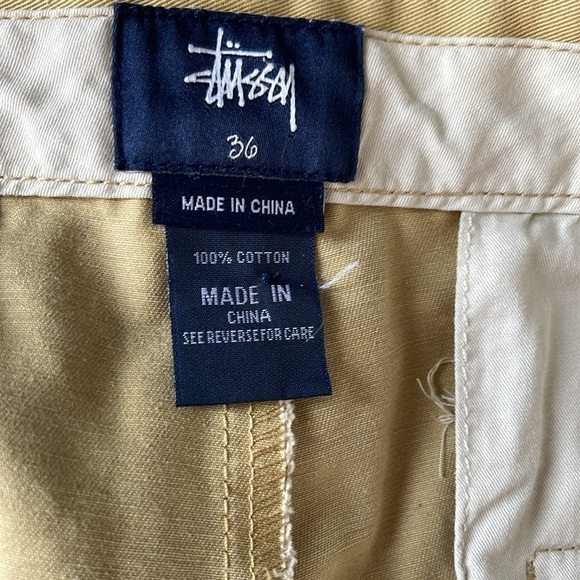 Stüssy
36
MADE IN CHINA
100% COTTON
MADE IN
CHINA
SEE REVERSE FOR CARE